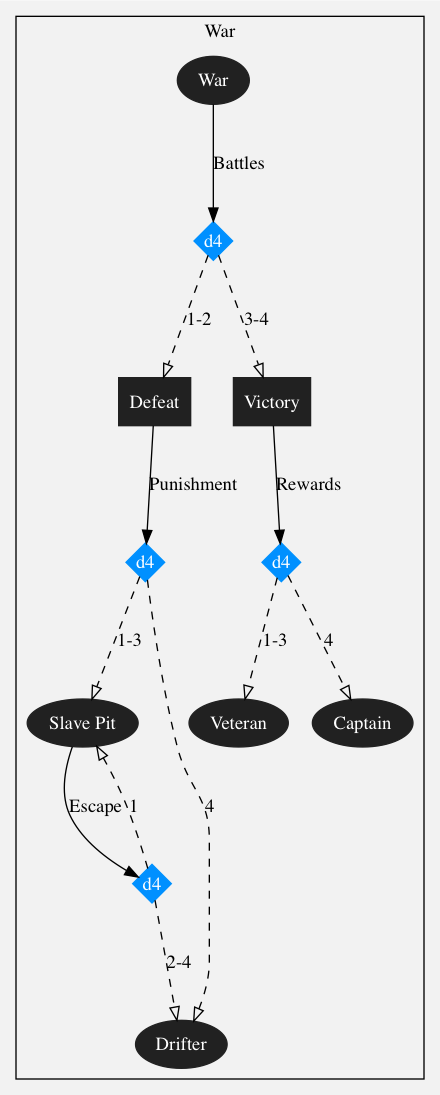 War
War
Battles
d4
1-2
3-4
Defeat
Victory
Punishment
Rewards
d4
d4
1-3
1-3
4
Slave Pit
Veteran
Captain
Escape
1
4
d4
2-4
Drifter